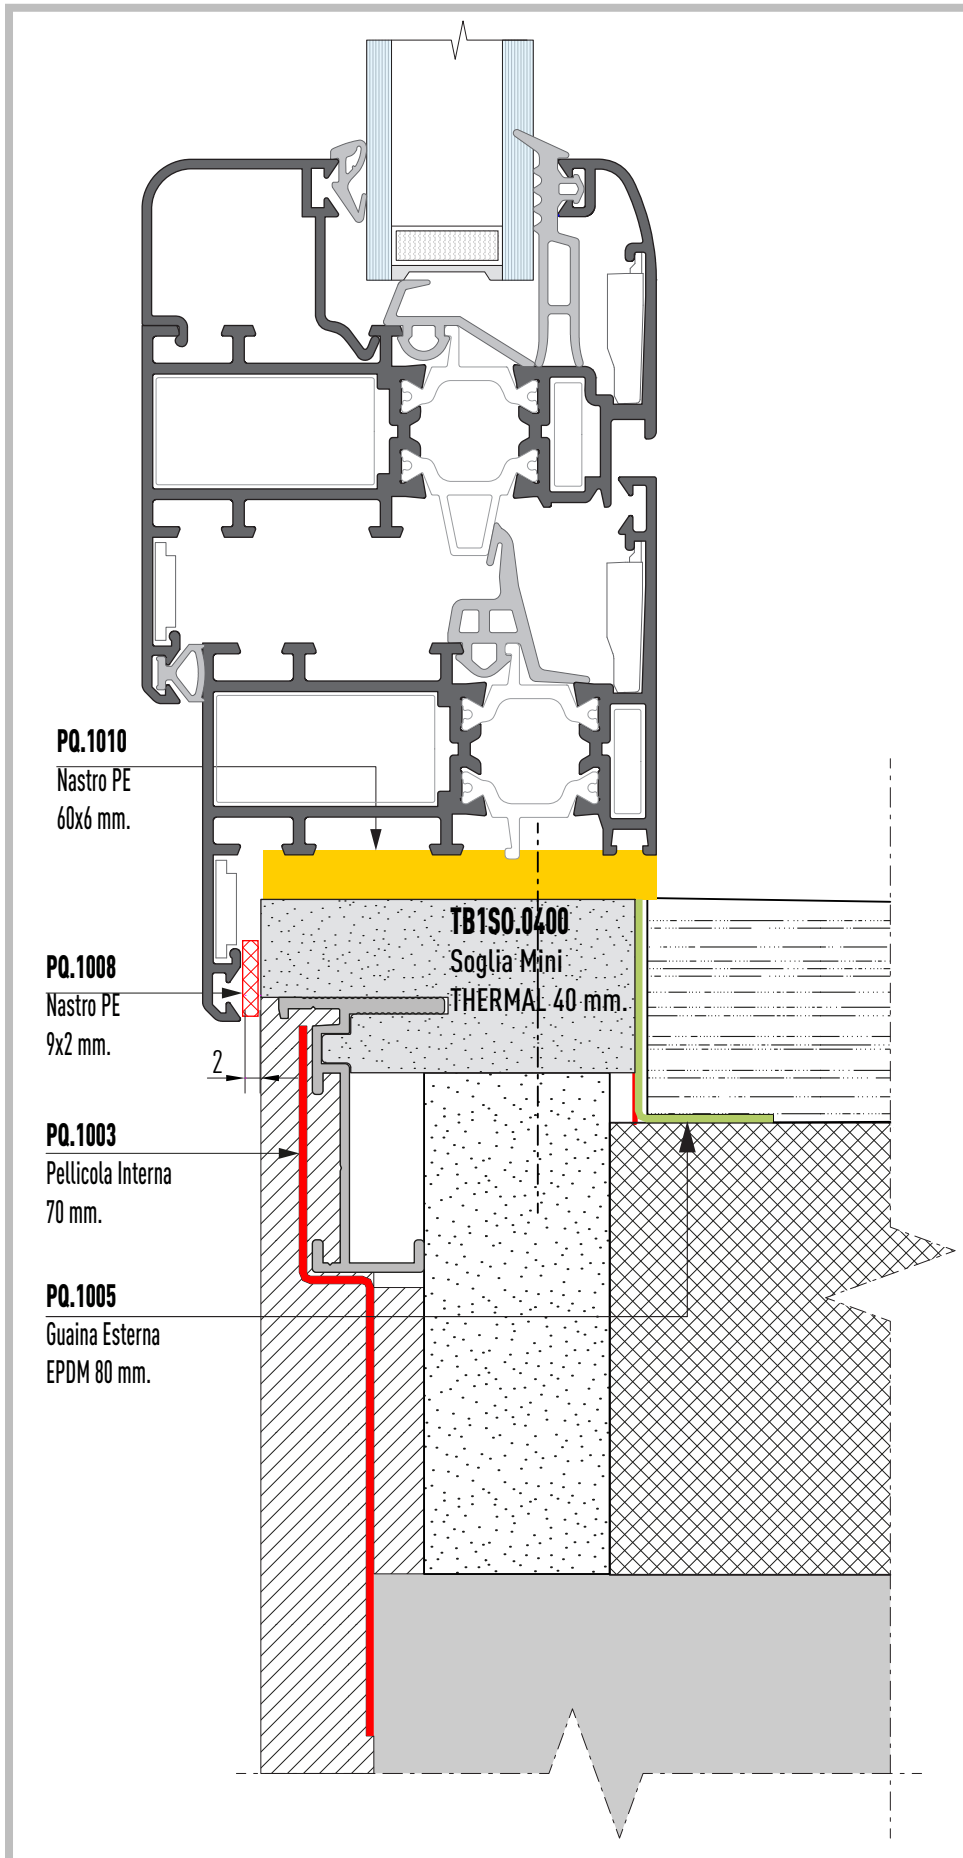 PQ.1010
Nastro PE
60x6 mm.
TB1SO.0400
Soglia Mini
THERMAL 40 mm.
PQ.1008
Nastro PE
9x2 mm.
2
PQ.1003
Pellicola Interna
70 mm.
PQ.1005
Guaina Esterna
EPDM 80 mm.